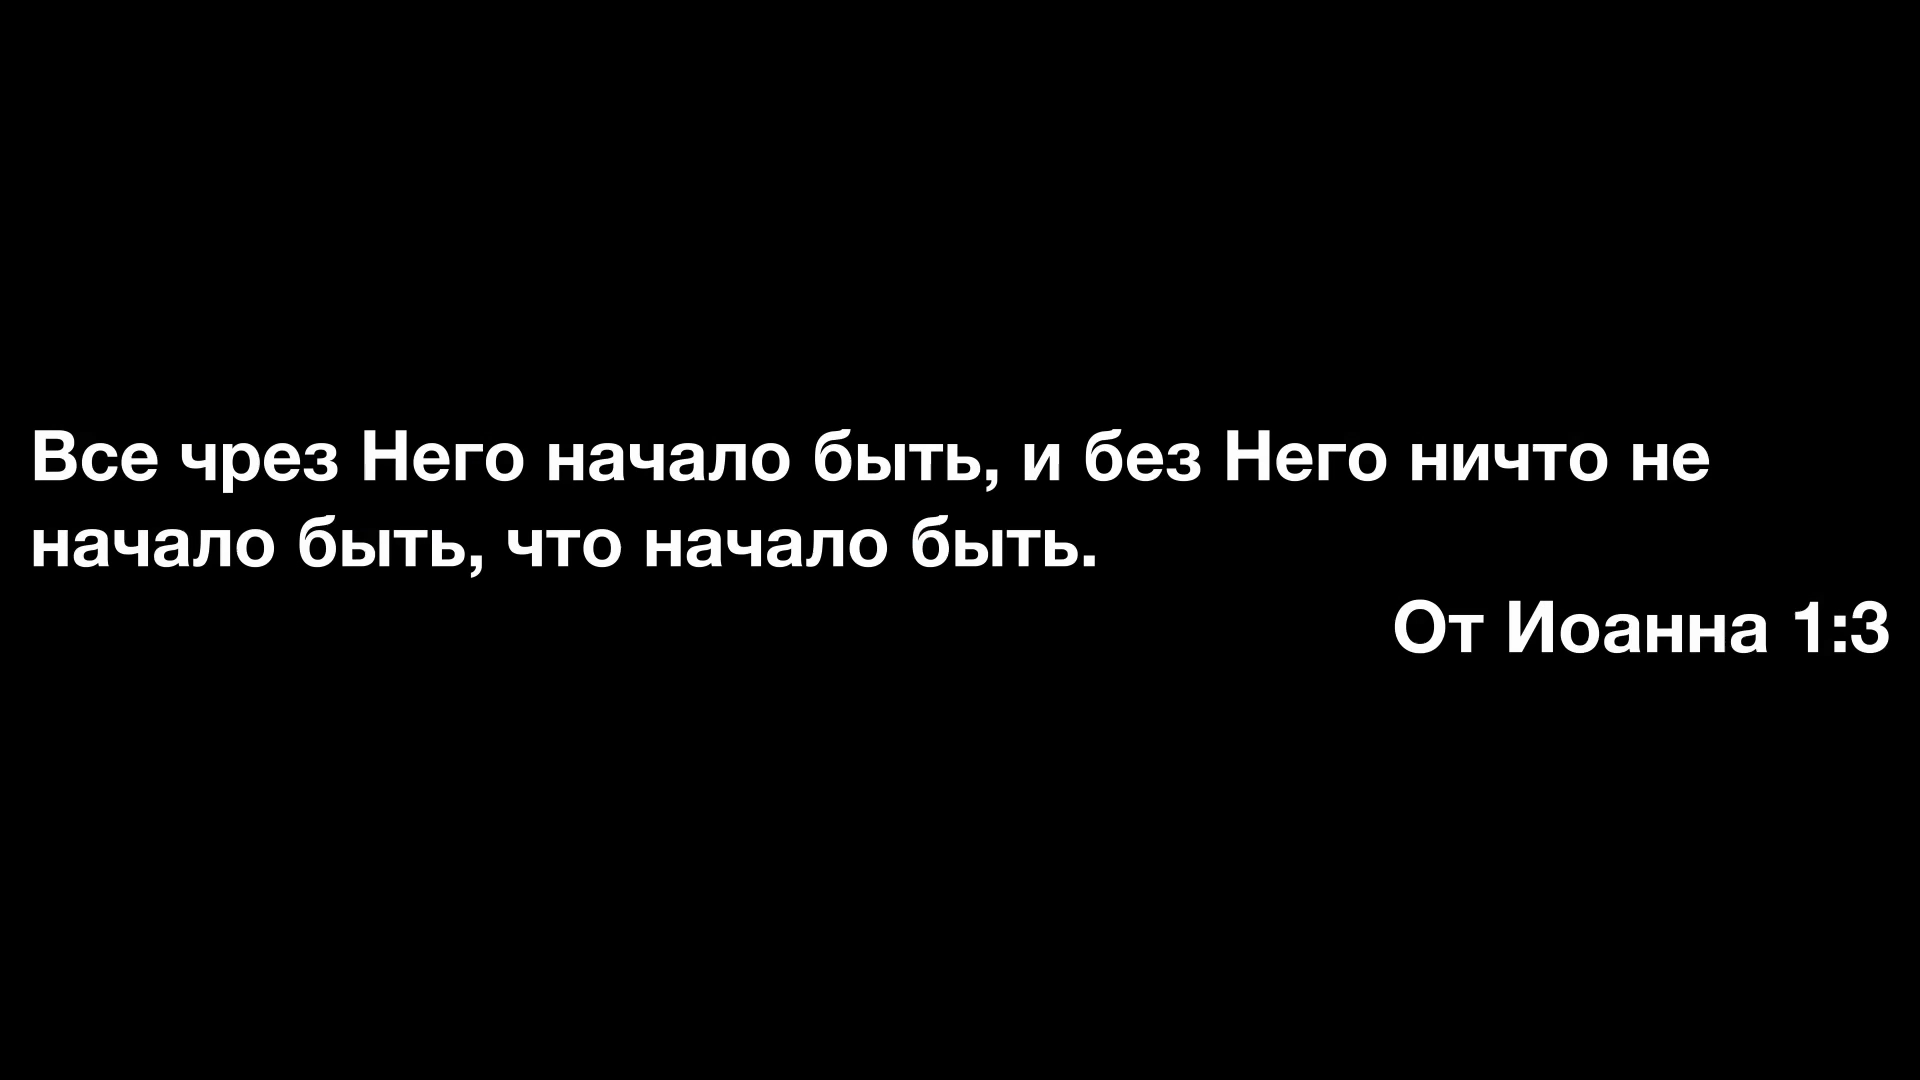 Все чрез Него начало быть, и без Него ничто не
начало быть, что начало быть.
От Иоанна 1:3